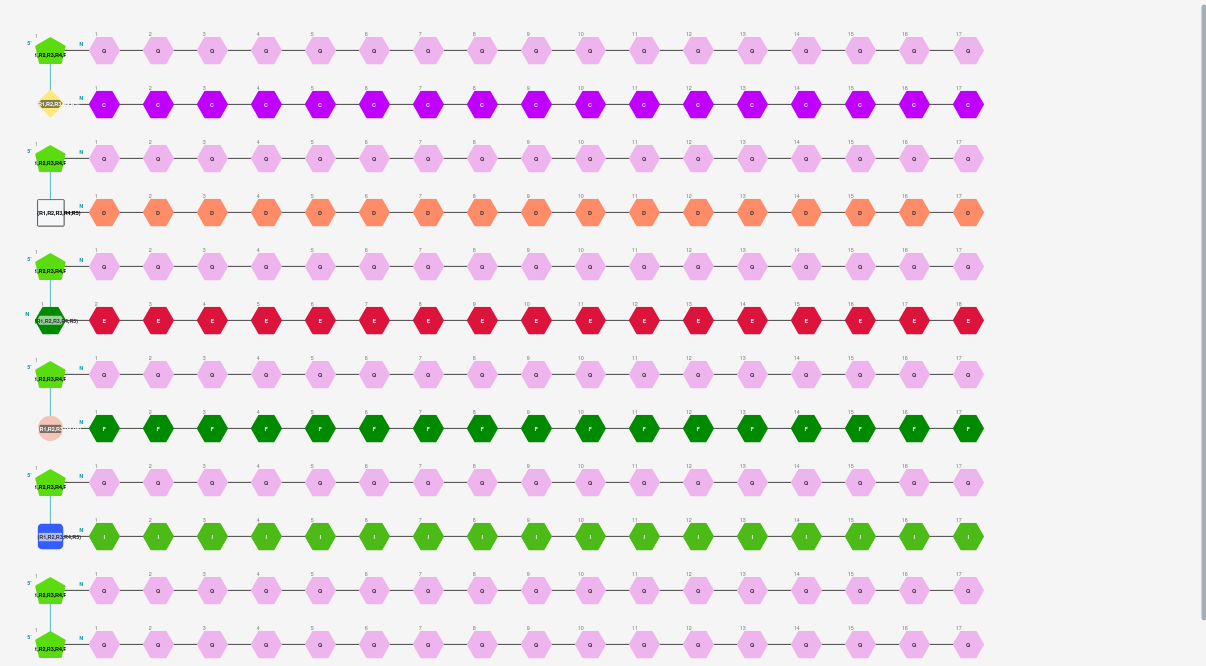 1 1 2 3 4 5 6 7 8 9 10 11 12 13 14 15 16 17
5' N Q Q Q Q Q Q Q Q Q Q Q Q Q Q Q Q Q
,R2,R3,R4,
1 2 3 4 5 6 7 8 9 10 11 12 13 14 15 16 17
R1,R2,R3 N C C C C C C C C C C C C C C C C C
1 1 2 3 4 5 6 7 8 9 10 11 12 13 14 15 16 17
5' N Q Q Q Q Q Q Q Q Q Q Q Q Q Q Q Q Q
,R2,R3,R4,
1 2 3 4 5 6 7 8 9 10 11 12 13 14 15 16 17
(R1,R2,R3,R4,R5) N D D D D D D D D D D D D D D D D D
1 1 2 3 4 5 6 7 8 9 10 11 12 13 14 15 16 17
5' N Q Q Q Q Q Q Q Q Q Q Q Q Q Q Q Q Q
,R2,R3,R4,
1 2 3 4 5 6 7 8 9 10 11 12 13 14 15 16 17 18
N (R1,R2,R3,R4,R5) E E E E E E E E E E E E E E E E E
1 1 2 3 4 5 6 7 8 9 10 11 12 13 14 15 16 17
5' N Q Q Q Q Q Q Q Q Q Q Q Q Q Q Q Q Q
,R2,R3,R4,
1 2 3 4 5 6 7 8 9 10 11 12 13 14 15 16 17
R1,R2,R3 N F F F F F F F F F F F F F F F F F
1 1 2 3 4 5 6 7 8 9 10 11 12 13 14 15 16 17
5' N Q Q Q Q Q Q Q Q Q Q Q Q Q Q Q Q Q
,R2,R3,R4,
1 2 3 4 5 6 7 8 9 10 11 12 13 14 15 16 17
(R1,R2,R3,R4,R5) N I I I I I I I I I I I I I I I I I
1 1 2 3 4 5 6 7 8 9 10 11 12 13 14 15 16 17
5' N Q Q Q Q Q Q Q Q Q Q Q Q Q Q Q Q Q
,R2,R3,R4,
1 1 2 3 4 5 6 7 8 9 10 11 12 13 14 15 16 17
5' N Q Q Q Q Q Q Q Q Q Q Q Q Q Q Q Q Q
,R2,R3,R4,